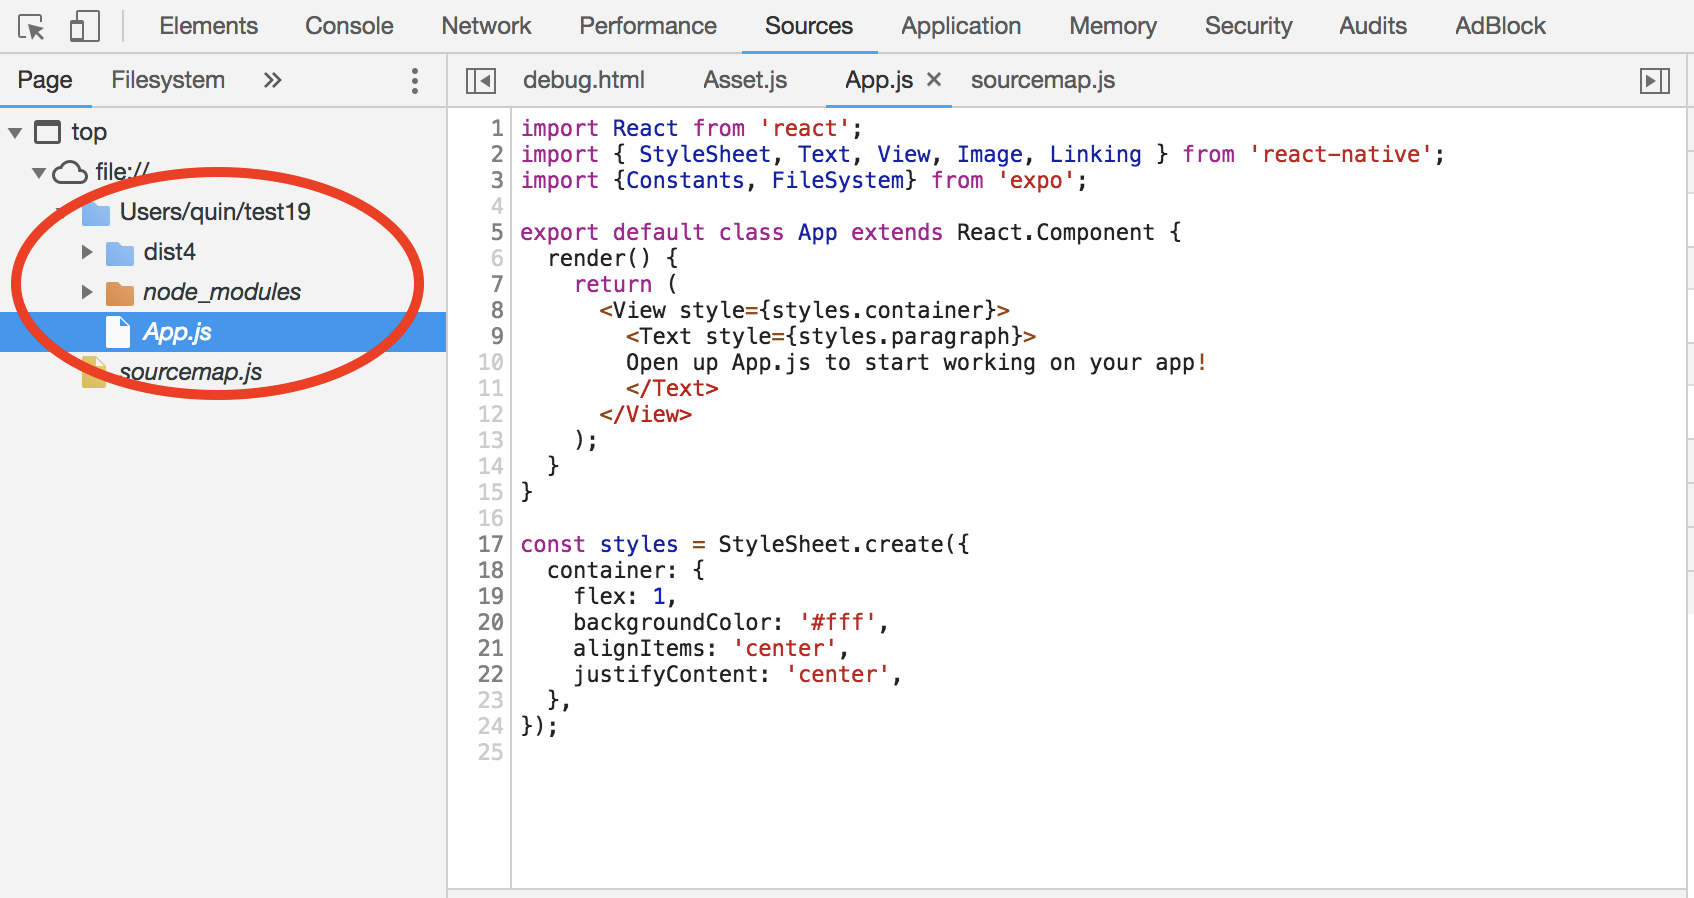 Elements Console Network Performance Sources Application Memory Security Audits AdBlock
Page Filesystem »
debug.html Asset.js App.js × sourcemap.js
top
file://
Users/quin/test19
dist4
node_modules
App.js
sourcemap.js
1 import React from 'react';
2 import { StyleSheet, Text, View, Image, Linking } from 'react-native';
3 import {Constants, FileSystem} from 'expo';
4
5 export default class App extends React.Component {
6   render() {
7     return (
8       <View style={styles.container}>
9         <Text style={styles.paragraph}>
10         Open up App.js to start working on your app!
11         </Text>
12       </View>
13     );
14   }
15 }
16
17 const styles = StyleSheet.create({
18   container: {
19     flex: 1,
20     backgroundColor: '#fff',
21     alignItems: 'center',
22     justifyContent: 'center',
23   },
24 });
25